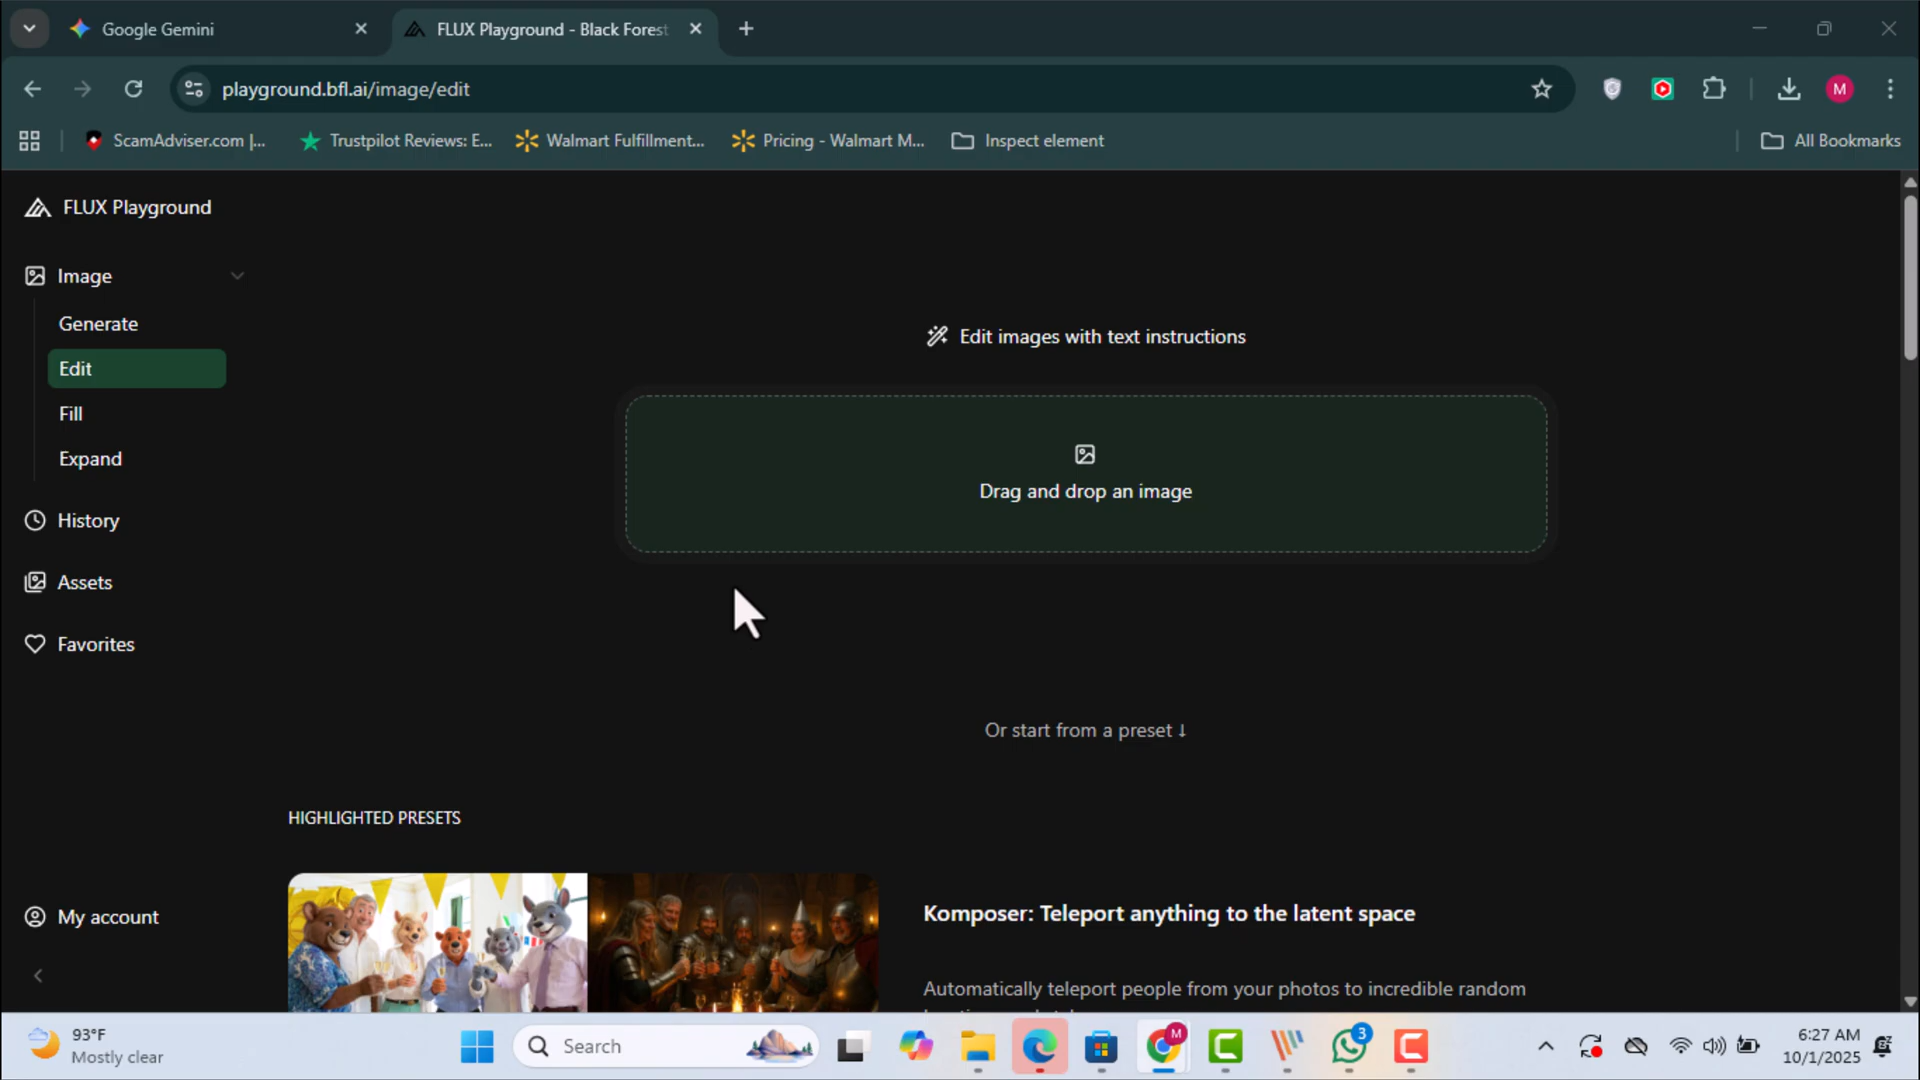 Google Gemini
FLUX Playground - Black Forest
playground.bfl.ai/image/edit
M
ScamAdviser.com |...
Trustpilot Reviews: E...
Walmart Fulfillment...
Pricing - Walmart M...
Inspect element
All Bookmarks
FLUX Playground
Image
Generate
Edit
Fill
Expand
History
Assets
Favorites
My account
Edit images with text instructions
Drag and drop an image
Or start from a preset ↓
HIGHLIGHTED PRESETS
Komposer: Teleport anything to the latent space
Automatically teleport people from your photos to incredible random
93°F
Mostly clear
Search
M
3
6:27 AM
10/1/2025